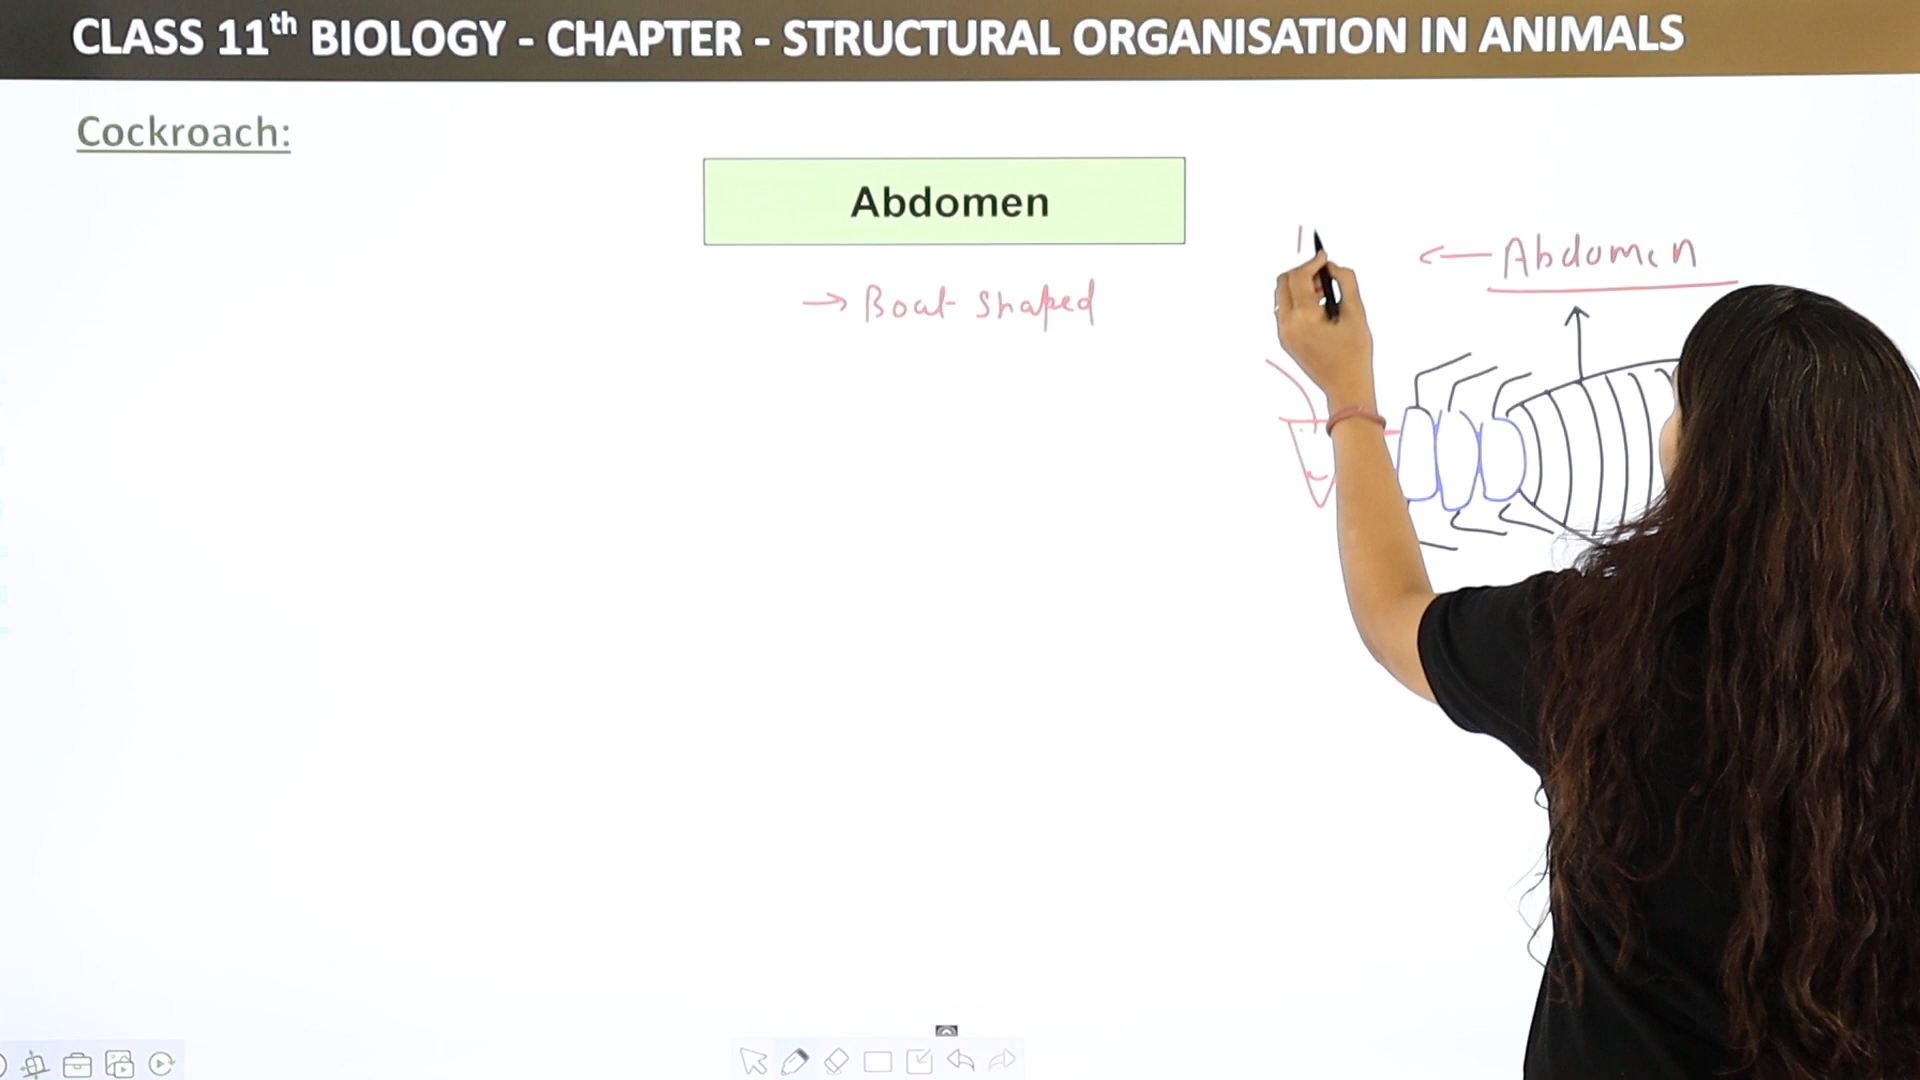 CLASS 11th BIOLOGY - CHAPTER - STRUCTURAL ORGANISATION IN ANIMALS
Cockroach:
Abdomen
← Abdomen
→ Boat shaped